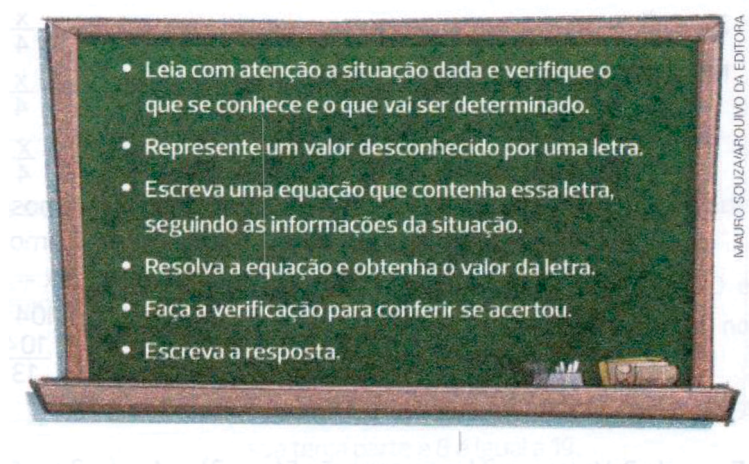 • Leia com atenção a situação dada e verifique o
que se conhece e o que vai ser determinado.
• Represente um valor desconhecido por uma letra.
• Escreva uma equação que contenha essa letra,
seguindo as informações da situação.
• Resolva a equação e obtenha o valor da letra.
• Faça a verificação para conferir se acertou.
• Escreva a resposta.
MAURO SOUZA/ARQUIVO DA EDITORA